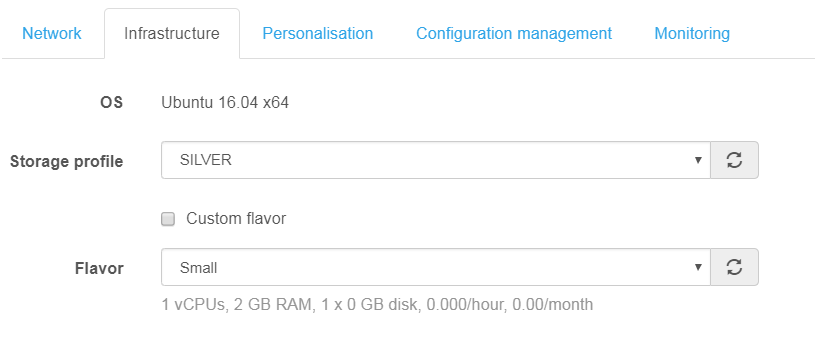 Network Infrastructure Personalisation Configuration management Monitoring
OS Ubuntu 16.04 x64
Storage profile SILVER
Custom flavor
Flavor Small
1 vCPUs, 2 GB RAM, 1 x 0 GB disk, 0.000/hour, 0.00/month